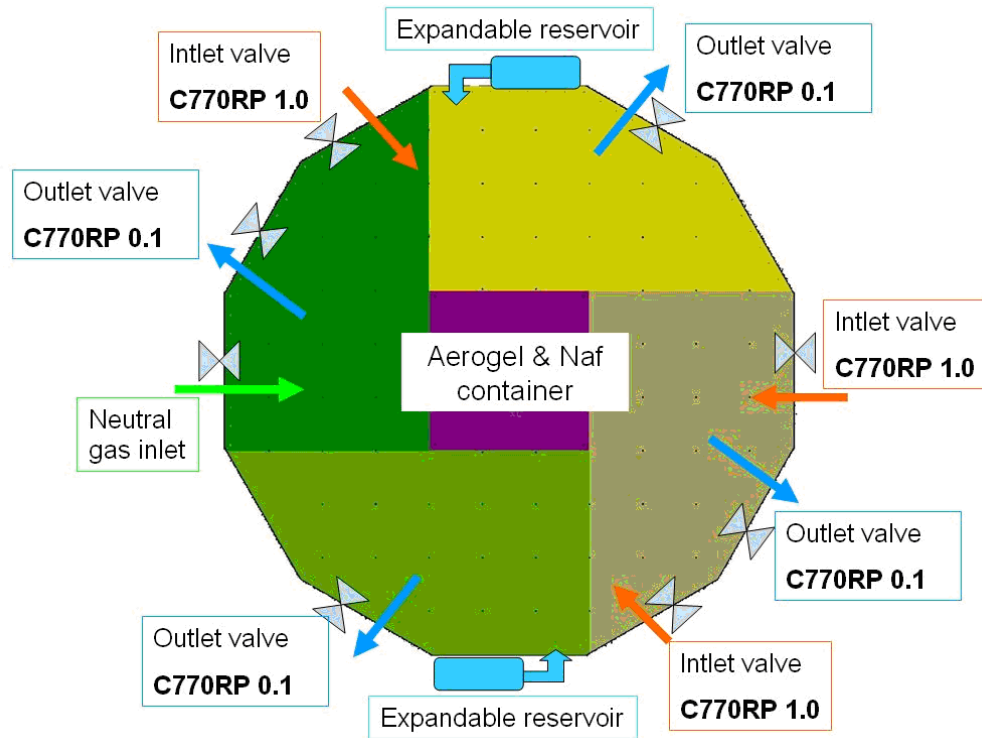 Expandable reservoir
Intlet valve
C770RP 1.0
Outlet valve
C770RP 0.1
Outlet valve
C770RP 0.1
Intlet valve
C770RP 1.0
Aerogel & Naf
container
Neutral
gas inlet
Outlet valve
C770RP 0.1
Outlet valve
C770RP 0.1
Intlet valve
C770RP 1.0
Expandable reservoir